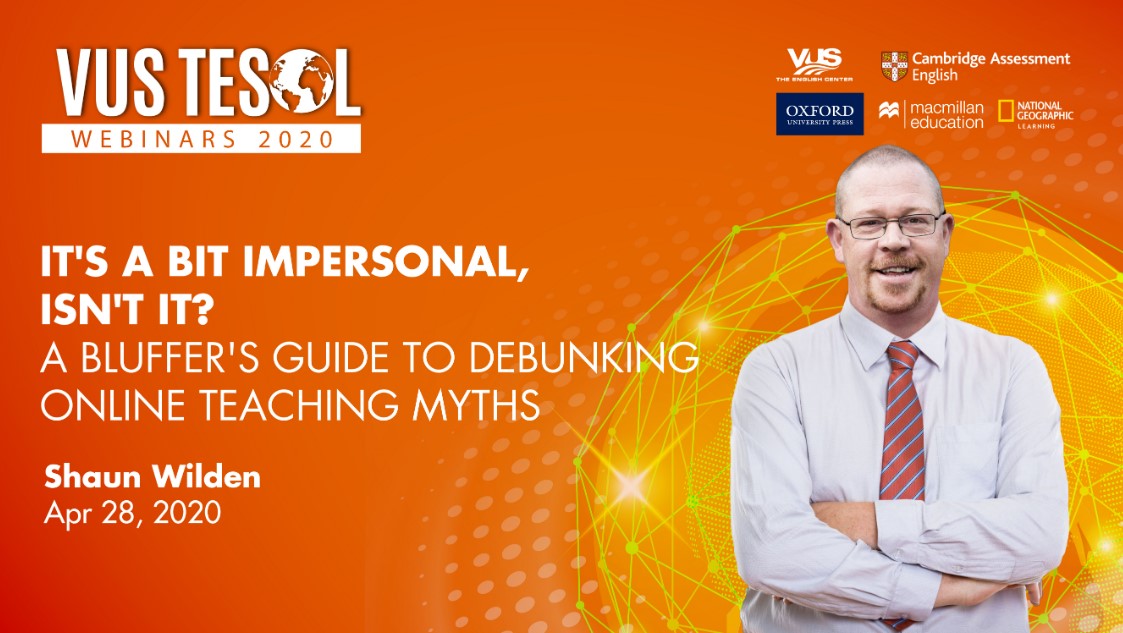 VUS TESOL
WEBINARS 2020
VUS
THE ENGLISH CENTER
Cambridge Assessment
English
OXFORD
UNIVERSITY PRESS
macmillan
education
NATIONAL
GEOGRAPHIC
LEARNING
IT'S A BIT IMPERSONAL,
ISN'T IT?
A BLUFFER'S GUIDE TO DEBUNKING
ONLINE TEACHING MYTHS
Shaun Wilden
Apr 28, 2020